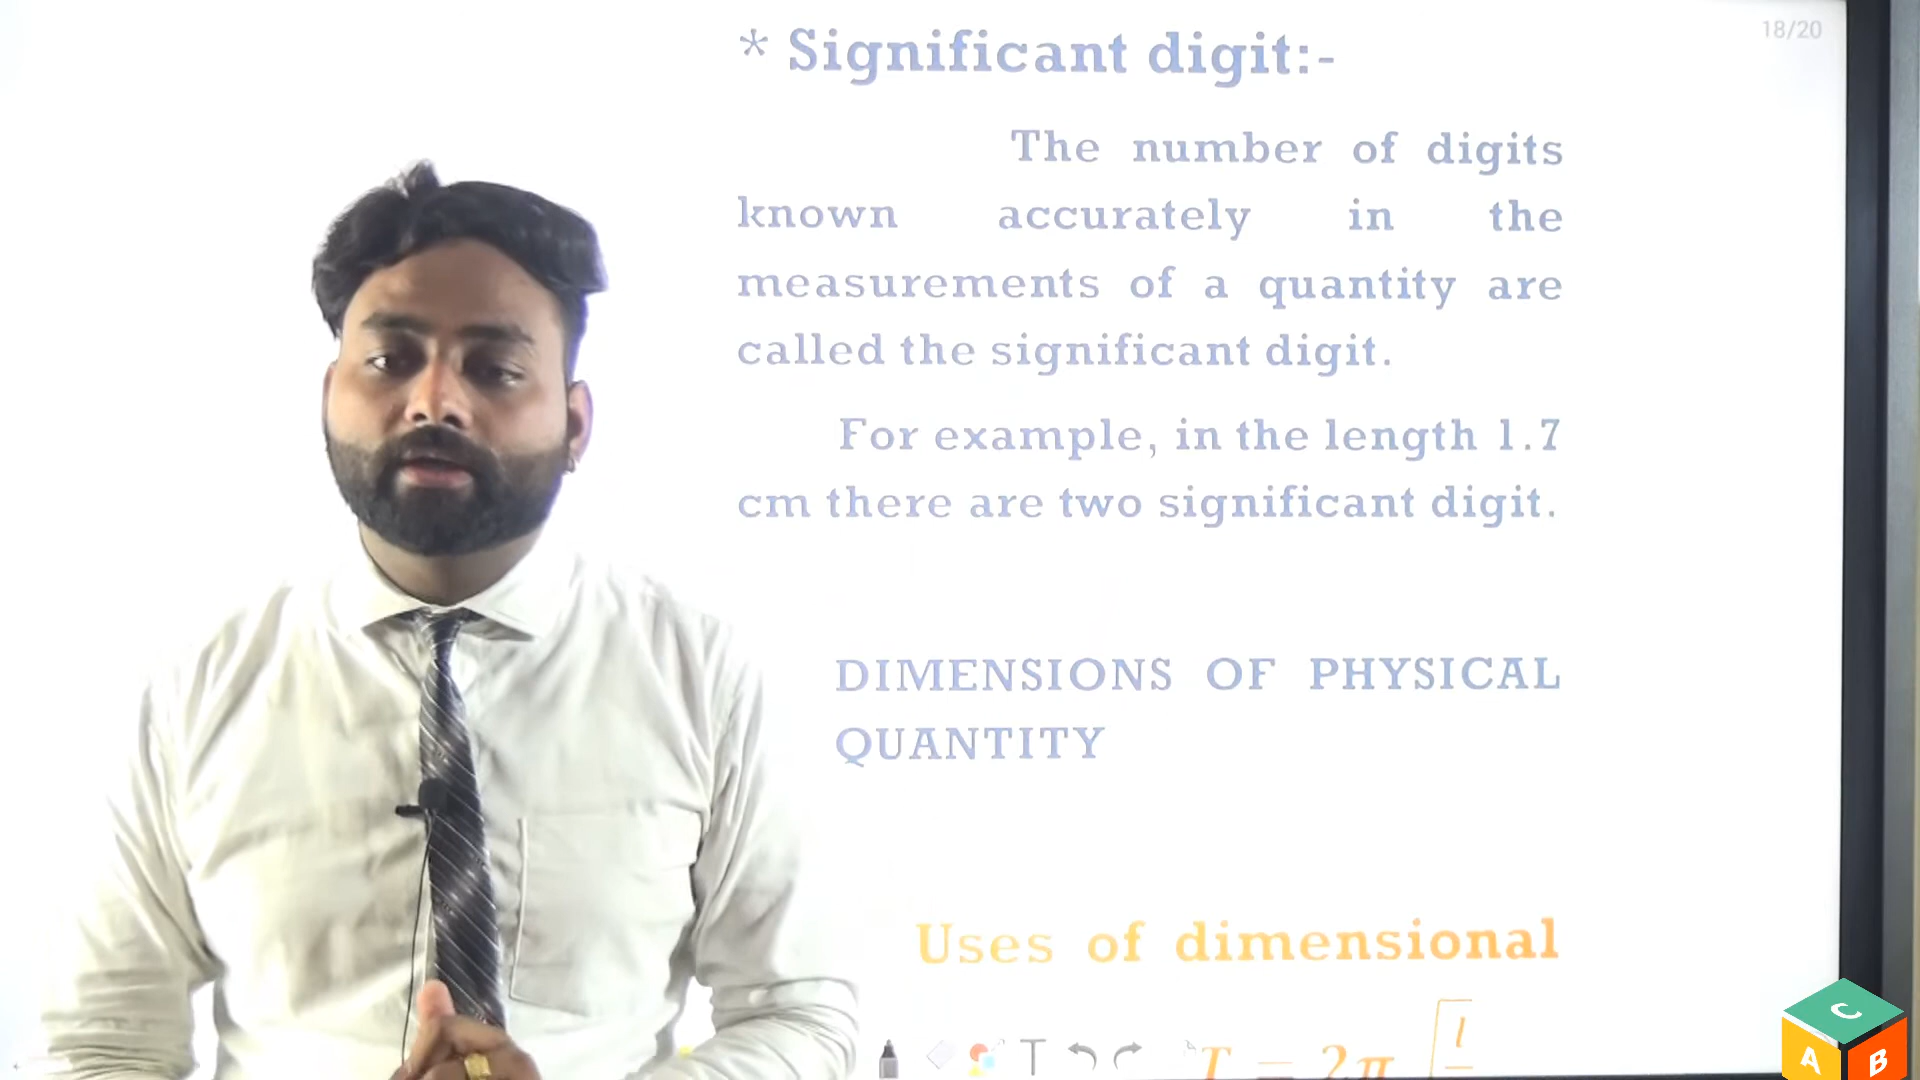 18/20
* Significant digit:-
The number of digits
known accurately in the
measurements of a quantity are
called the significant digit.
For example, in the length 1.7
cm there are two significant digit.
DIMENSIONS OF PHYSICAL
QUANTITY
Uses of dimensional
T = 2π √l
T
A B C